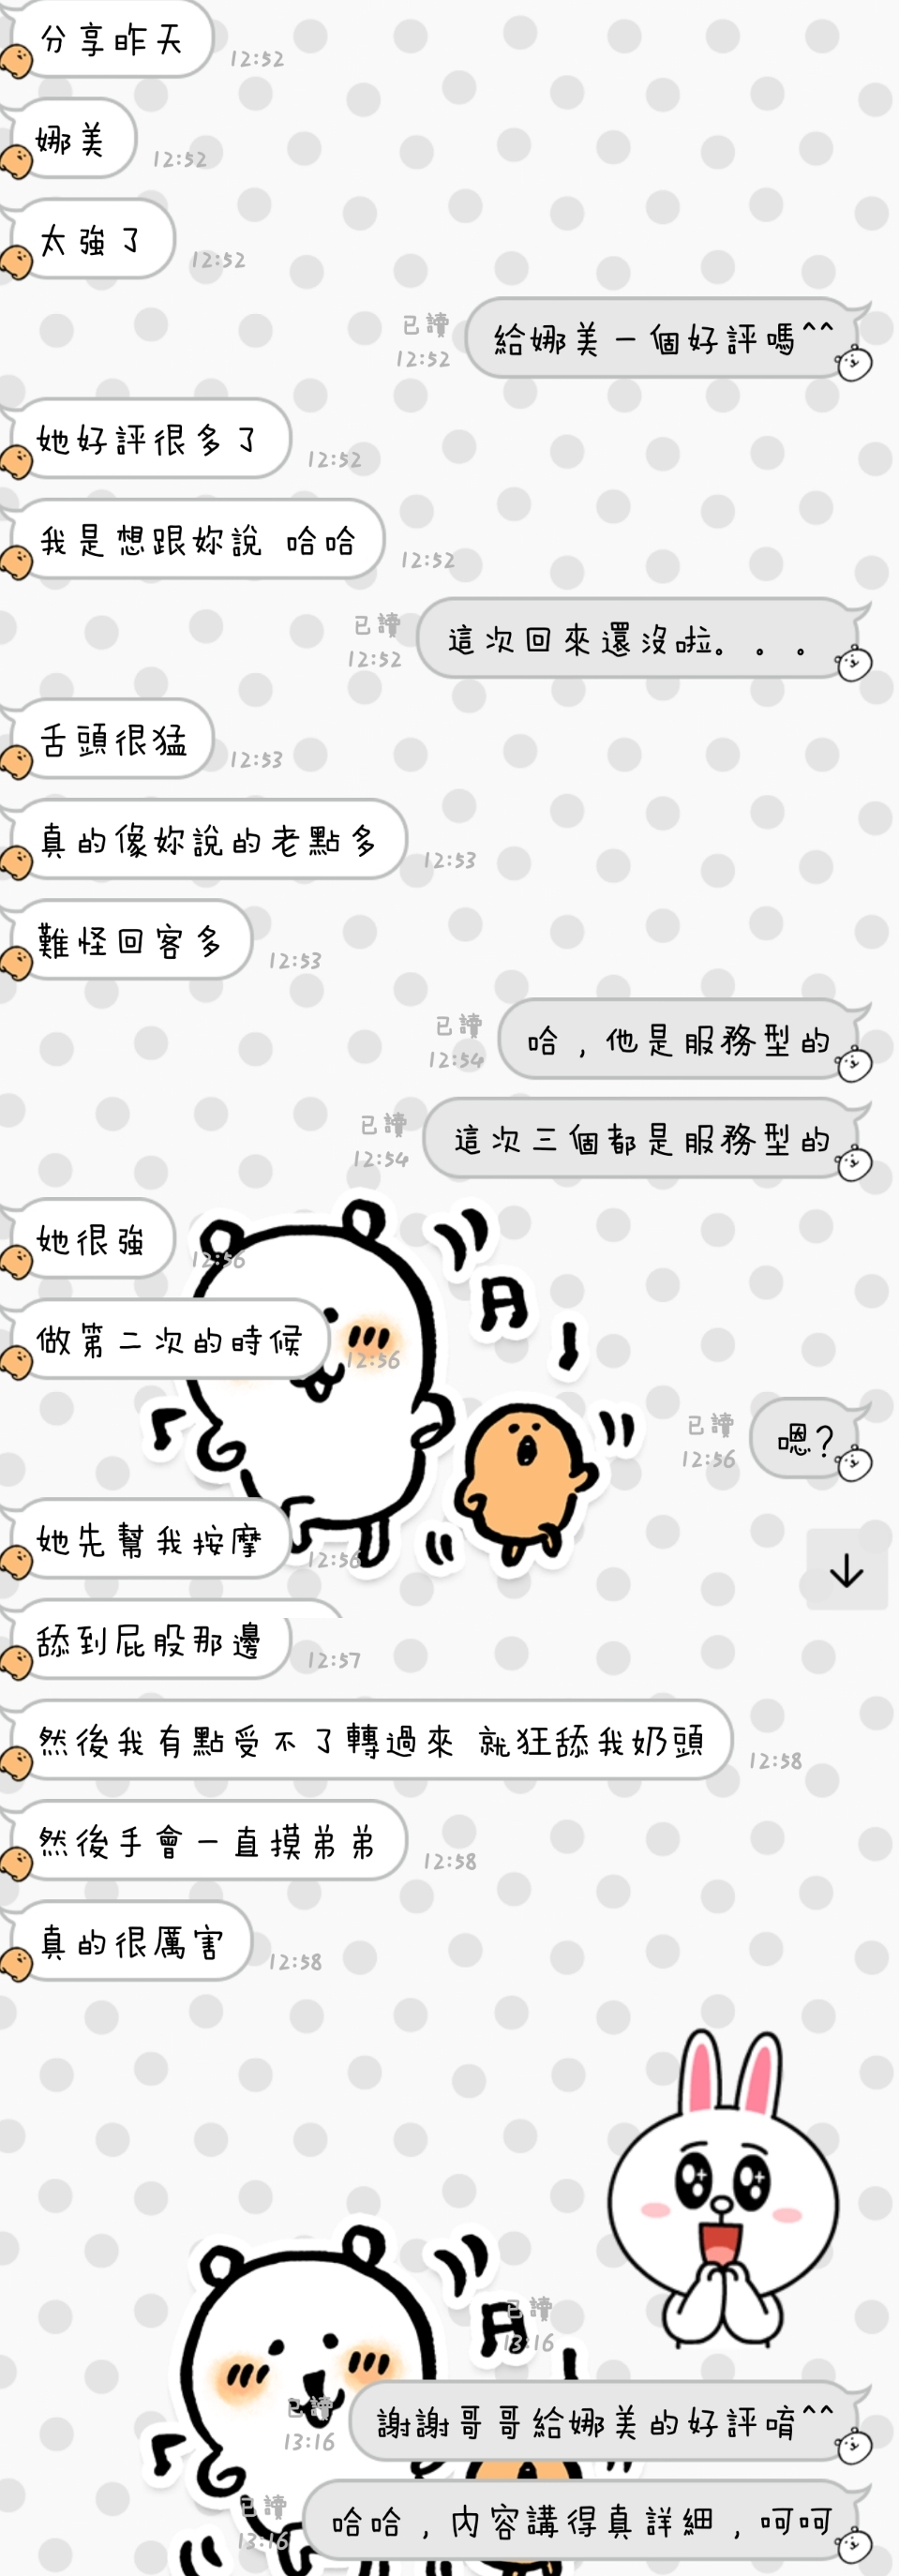 分享昨天
12:52
娜美
12:52
太強了
12:52
已讀
12:52
給娜美一個好評嗎^^
她好評很多了
12:52
我是想跟妳說 哈哈
12:52
已讀
12:52
這次回來還沒啦。。。
舌頭很猛
12:53
真的像妳說的老點多
12:53
難怪回客多
12:53
已讀
12:54
哈，他是服務型的
已讀
12:54
這次三個都是服務型的
她很強
12:56
做第二次的時候
12:56
已讀
12:56
嗯?
她先幫我按摩
12:56
舔到屁股那邊
12:57
然後我有點受不了轉過來 就狂舔我奶頭
12:58
然後手會一直摸弟弟
12:58
真的很厲害
12:58
已讀
13:16
已讀
13:16
謝謝哥哥給娜美的好評唷^^
已讀
13:16
哈哈，內容講得真詳細，呵呵